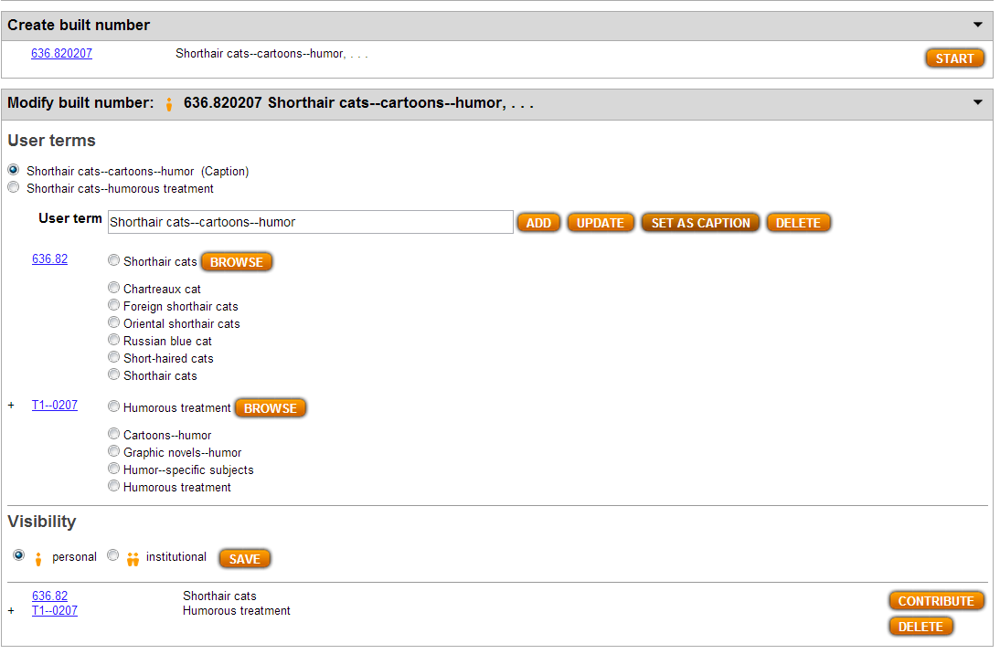 Create built number
636.820207 Shorthair cats--cartoons--humor, . . .
START
Modify built number: 636.820207 Shorthair cats--cartoons--humor, . . .
User terms
Shorthair cats--cartoons--humor (Caption)
Shorthair cats--humorous treatment
User term Shorthair cats--cartoons--humor ADD UPDATE SET AS CAPTION DELETE
636.82 Shorthair cats BROWSE
Chartreaux cat
Foreign shorthair cats
Oriental shorthair cats
Russian blue cat
Short-haired cats
Shorthair cats
+ T1--0207 Humorous treatment BROWSE
Cartoons--humor
Graphic novels--humor
Humor--specific subjects
Humorous treatment
Visibility
personal institutional SAVE
636.82 Shorthair cats
+ T1--0207 Humorous treatment
CONTRIBUTE
DELETE